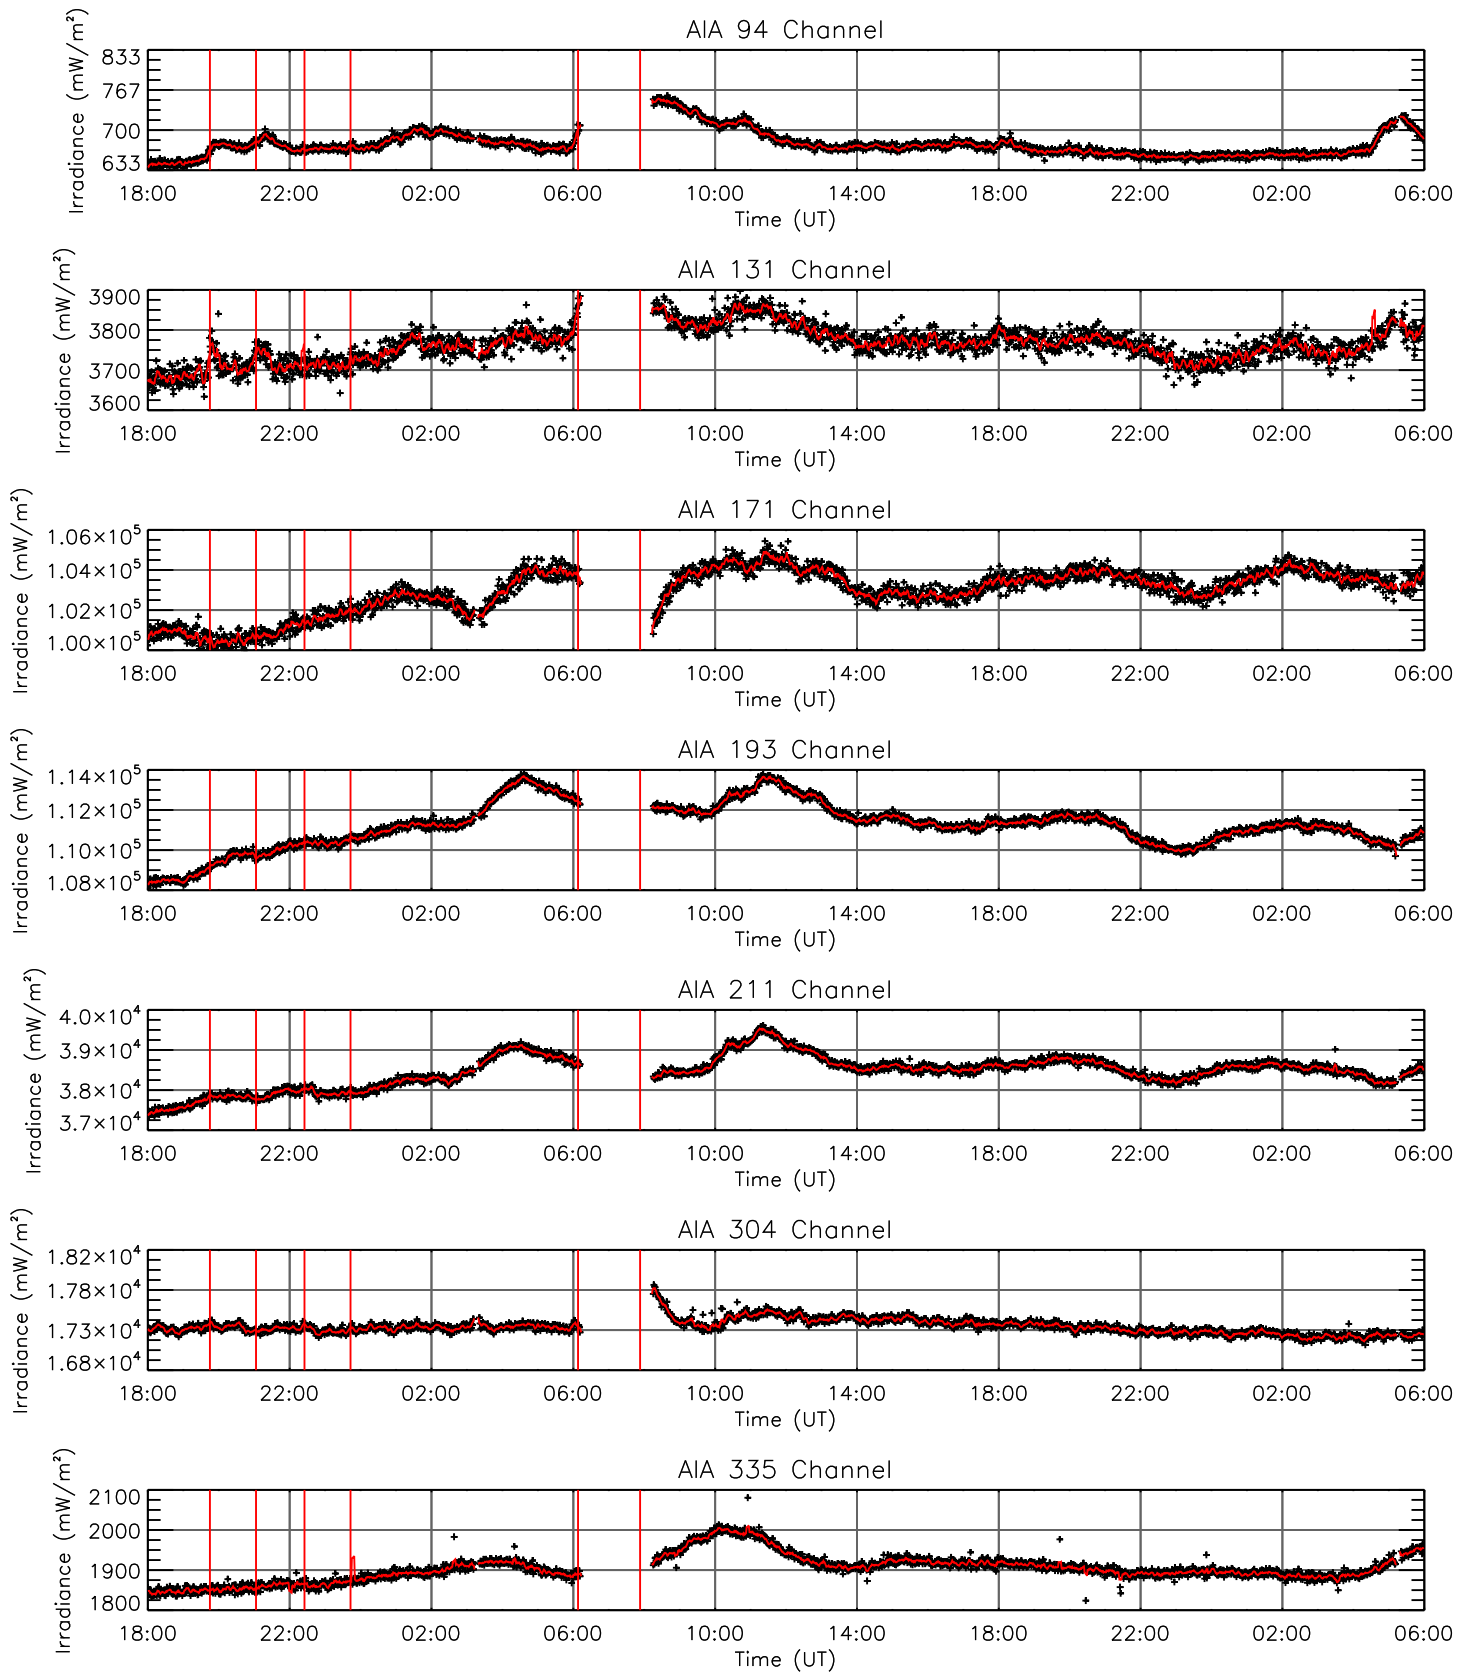 AIA 94 Channel
Irradiance (mW/m²)
833
767
700
633
18:00 22:00 02:00 06:00 10:00 14:00 18:00 22:00 02:00 06:00
Time (UT)
AIA 131 Channel
Irradiance (mW/m²)
3900
3800
3700
3600
18:00 22:00 02:00 06:00 10:00 14:00 18:00 22:00 02:00 06:00
Time (UT)
AIA 171 Channel
Irradiance (mW/m²)
1.06×10⁵
1.04×10⁵
1.02×10⁵
1.00×10⁵
18:00 22:00 02:00 06:00 10:00 14:00 18:00 22:00 02:00 06:00
Time (UT)
AIA 193 Channel
Irradiance (mW/m²)
1.14×10⁵
1.12×10⁵
1.10×10⁵
1.08×10⁵
18:00 22:00 02:00 06:00 10:00 14:00 18:00 22:00 02:00 06:00
Time (UT)
AIA 211 Channel
Irradiance (mW/m²)
4.0×10⁴
3.9×10⁴
3.8×10⁴
3.7×10⁴
18:00 22:00 02:00 06:00 10:00 14:00 18:00 22:00 02:00 06:00
Time (UT)
AIA 304 Channel
Irradiance (mW/m²)
1.82×10⁴
1.78×10⁴
1.73×10⁴
1.68×10⁴
18:00 22:00 02:00 06:00 10:00 14:00 18:00 22:00 02:00 06:00
Time (UT)
AIA 335 Channel
Irradiance (mW/m²)
2100
2000
1900
1800
18:00 22:00 02:00 06:00 10:00 14:00 18:00 22:00 02:00 06:00
Time (UT)